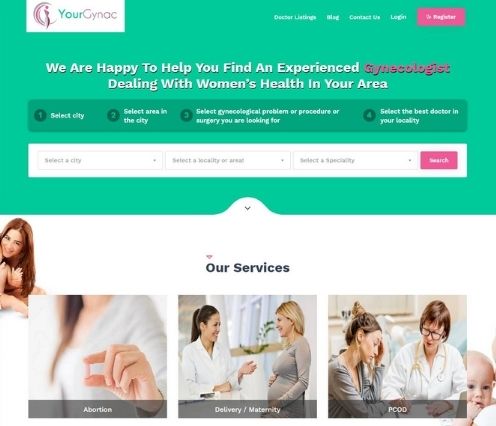 YourGynac
Doctor Listings Blog Contact Us Login Register
We Are Happy To Help You Find An Experienced Gynecologist
Dealing With Women's Health In Your Area
1 Select city
2 Select area in
the city
3 Select gynecological problem or procedure or
surgery you are looking for
4 Select the best doctor in
your locality
Select a city Select a locality or areat Select a Speciality Search
Our Services
Abortion
Delivery / Maternity
PCOD